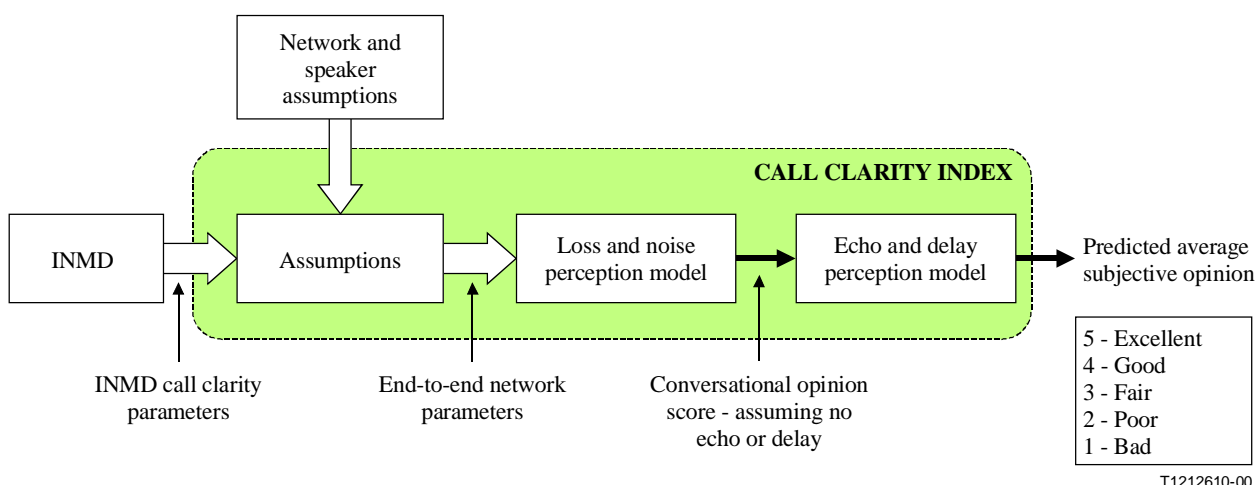 Network and
speaker
assumptions
CALL CLARITY INDEX
INMD
Assumptions
Loss and noise
perception model
Echo and delay
perception model
Predicted average
subjective opinion
INMD call clarity
parameters
End-to-end network
parameters
Conversational opinion
score - assuming no
echo or delay
5 - Excellent
4 - Good
3 - Fair
2 - Poor
1 - Bad
T1212610-00